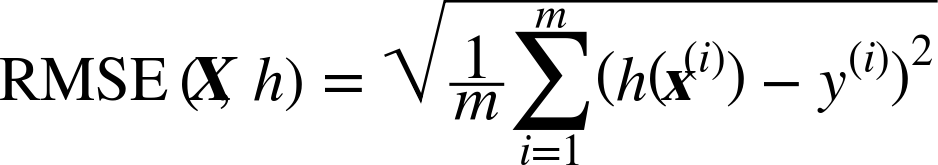 RMSE(X, h) = √(1/m ∑_{i=1}^{m} (h(x^{(i)}) − y^{(i)})^2)